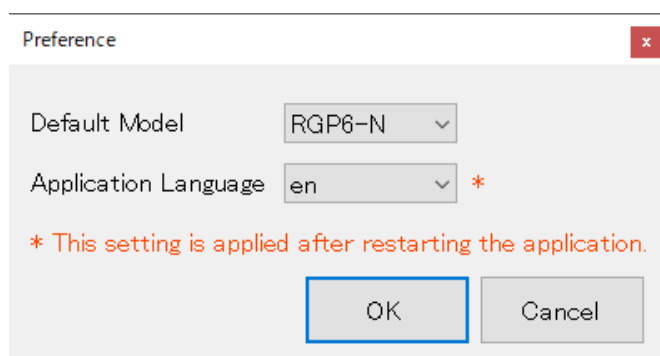 Preference
x
Default Model RGP6-N
Application Language en *
* This setting is applied after restarting the application.
OK Cancel